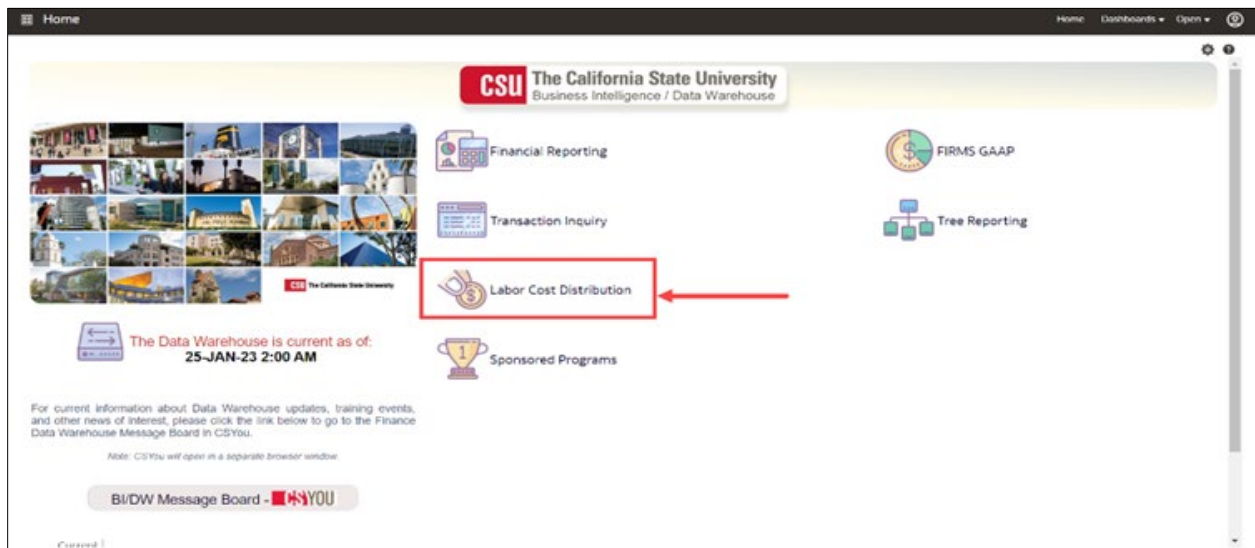 Home
Home Dashboards Open
CSU The California State University
Business Intelligence / Data Warehouse
Financial Reporting
FIRMS GAAP
Transaction Inquiry
Tree Reporting
CSU The California State University
Labor Cost Distribution
The Data Warehouse is current as of:
25-JAN-23 2:00 AM
1
Sponsored Programs
For current information about Data Warehouse updates, training events,
and other news of interest, please click the link below to go to the Finance
Data Warehouse Message Board in CSYou.
Note: CSYou will open in a separate browser window.
BI/DW Message Board - CSYOU
Current